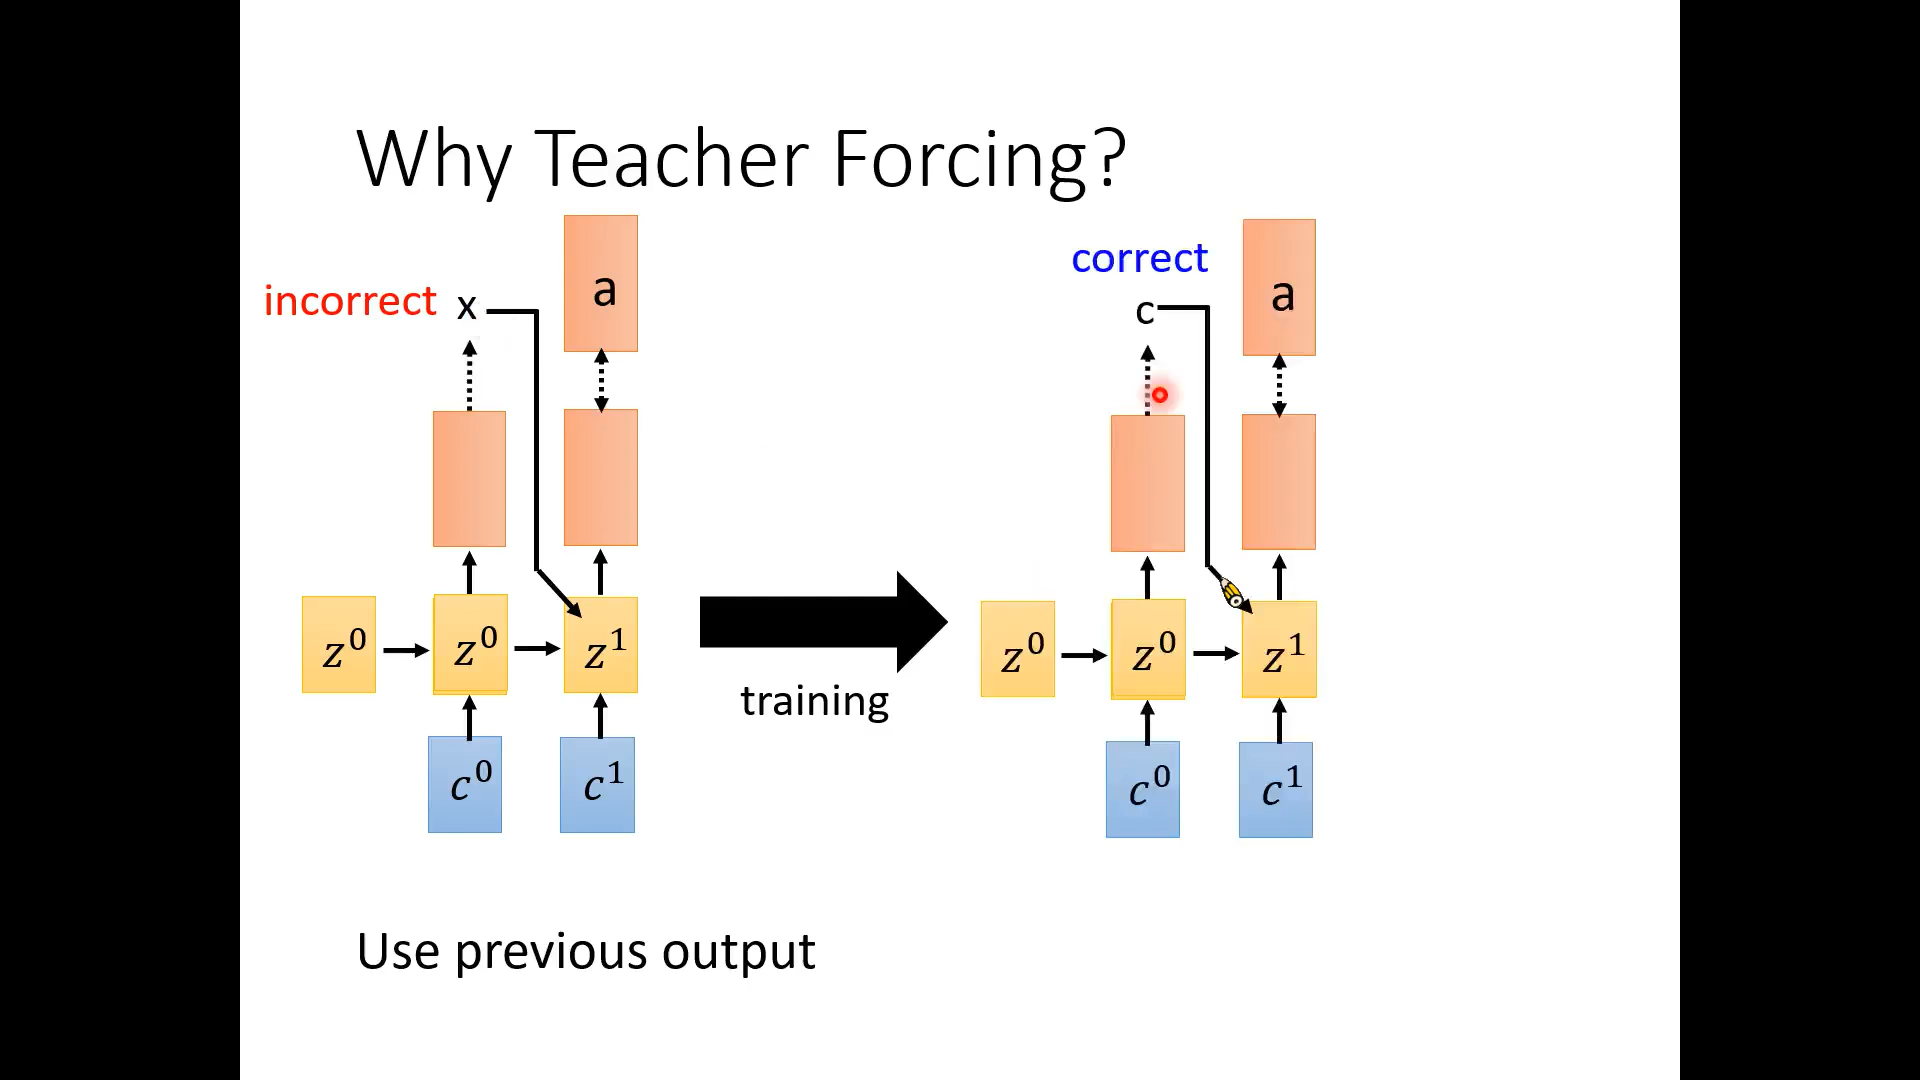 Why Teacher Forcing?
incorrect x
a
z⁰ z⁰ z¹
c⁰ c¹
training
correct
c
a
z⁰ z⁰ z¹
c⁰ c¹
Use previous output